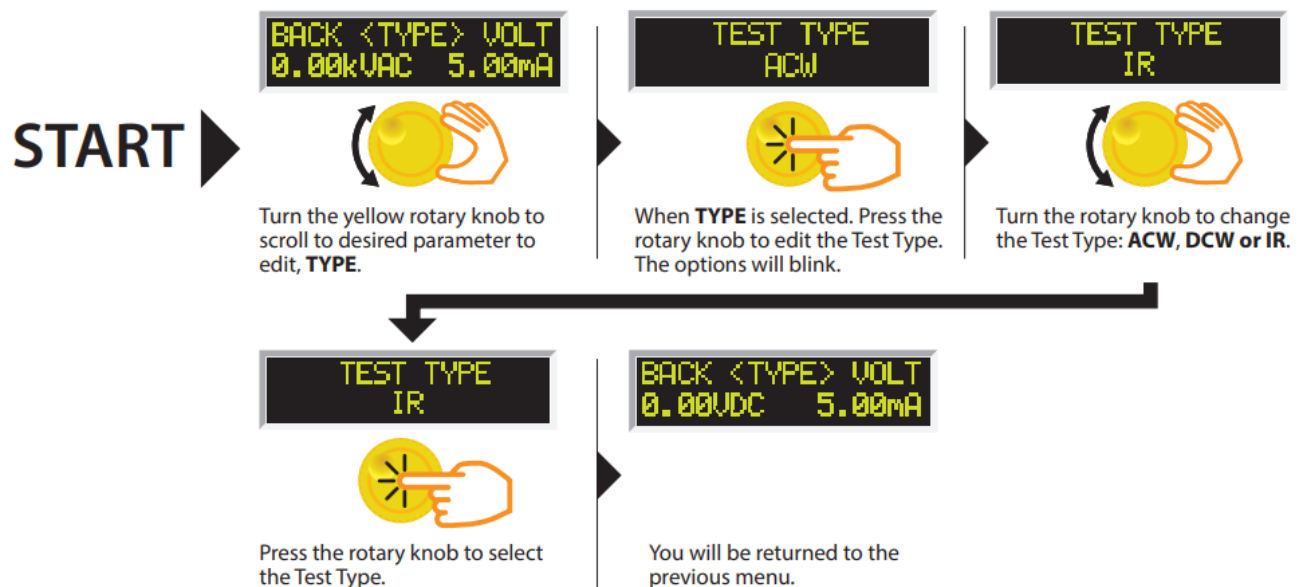 START
BACK <TYPE> VOLT
0.00kVAC 5.00mA
Turn the yellow rotary knob to
scroll to desired parameter to
edit, TYPE.
TEST TYPE
ACW
When TYPE is selected. Press the
rotary knob to edit the Test Type.
The options will blink.
TEST TYPE
IR
Turn the rotary knob to change
the Test Type: ACW, DCW or IR.
TEST TYPE
IR
Press the rotary knob to select
the Test Type.
BACK <TYPE> VOLT
0.00VDC 5.00mA
You will be returned to the
previous menu.